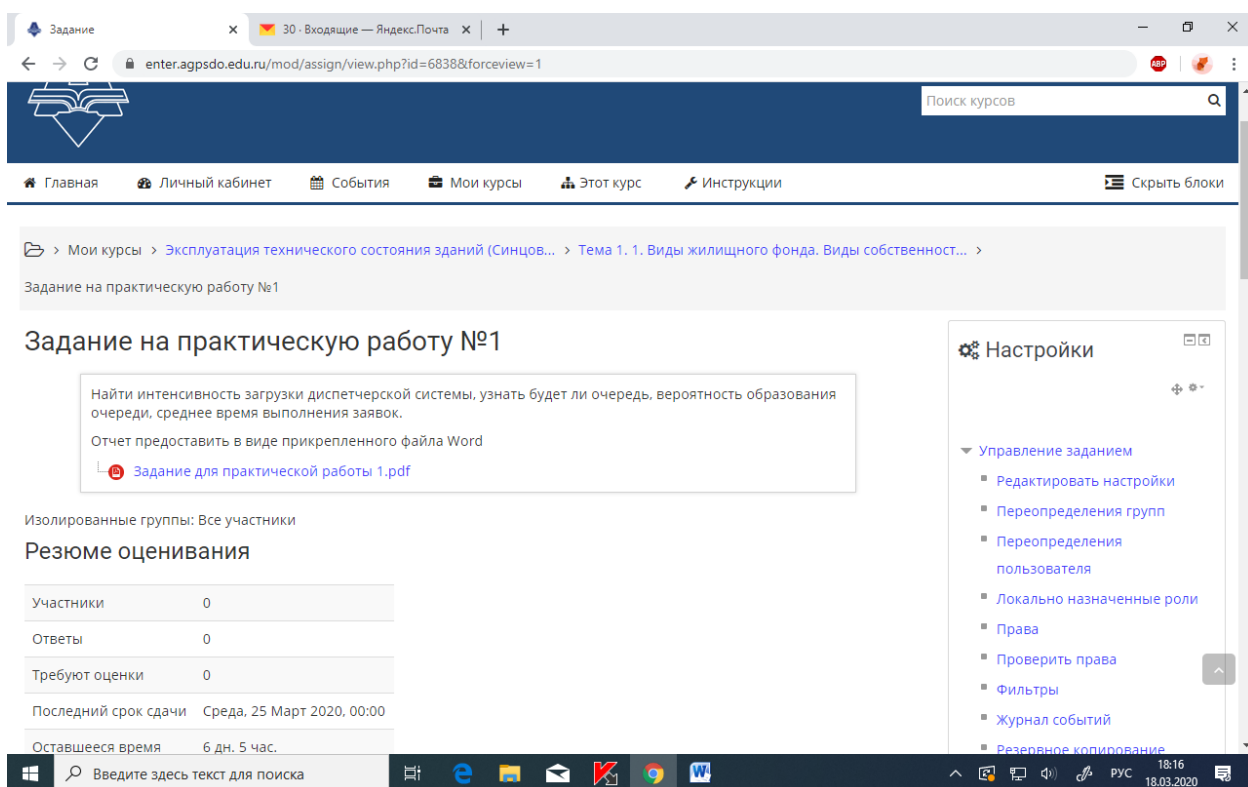 Задание
30 · Входящие — Яндекс.Почта
enter.agpsdo.edu.ru/mod/assign/view.php?id=6838&forceview=1
ABP
Поиск курсов
Главная Личный кабинет События Мои курсы Этот курс Инструкции Скрыть блоки
> Мои курсы > Эксплуатация технического состояния зданий (Синцов... > Тема 1. 1. Виды жилищного фонда. Виды собственност... >
Задание на практическую работу №1
Задание на практическую работу №1
Найти интенсивность загрузки диспетчерской системы, узнать будет ли очередь, вероятность образования
очереди, среднее время выполнения заявок.
Отчет предоставить в виде прикрепленного файла Word
Задание для практической работы 1.pdf
Изолированные группы: Все участники
Резюме оценивания
Участники 0
Ответы 0
Требуют оценки 0
Последний срок сдачи Среда, 25 Март 2020, 00:00
Оставшееся время 6 дн. 5 час.
Настройки
Управление заданием
Редактировать настройки
Переопределения групп
Переопределения
пользователя
Локально назначенные роли
Права
Проверить права
Фильтры
Журнал событий
Резервное копирование
Введите здесь текст для поиска
РУС
18:16
18.03.2020